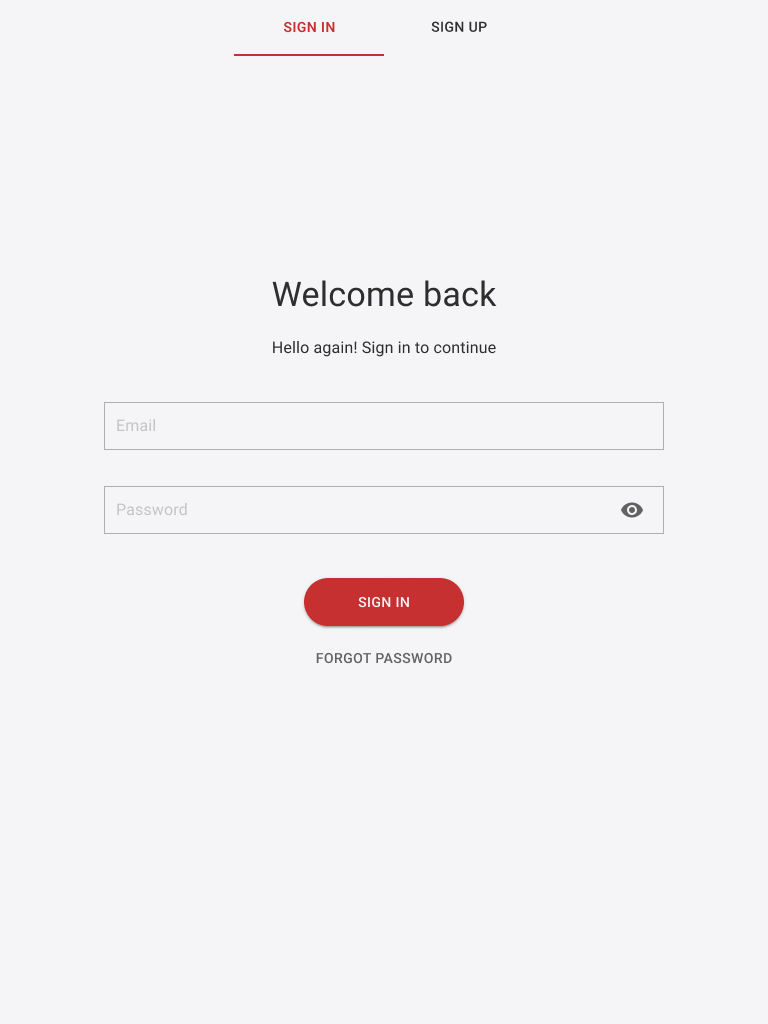 SIGN IN SIGN UP
Welcome back
Hello again! Sign in to continue
Email
Password
SIGN IN
FORGOT PASSWORD